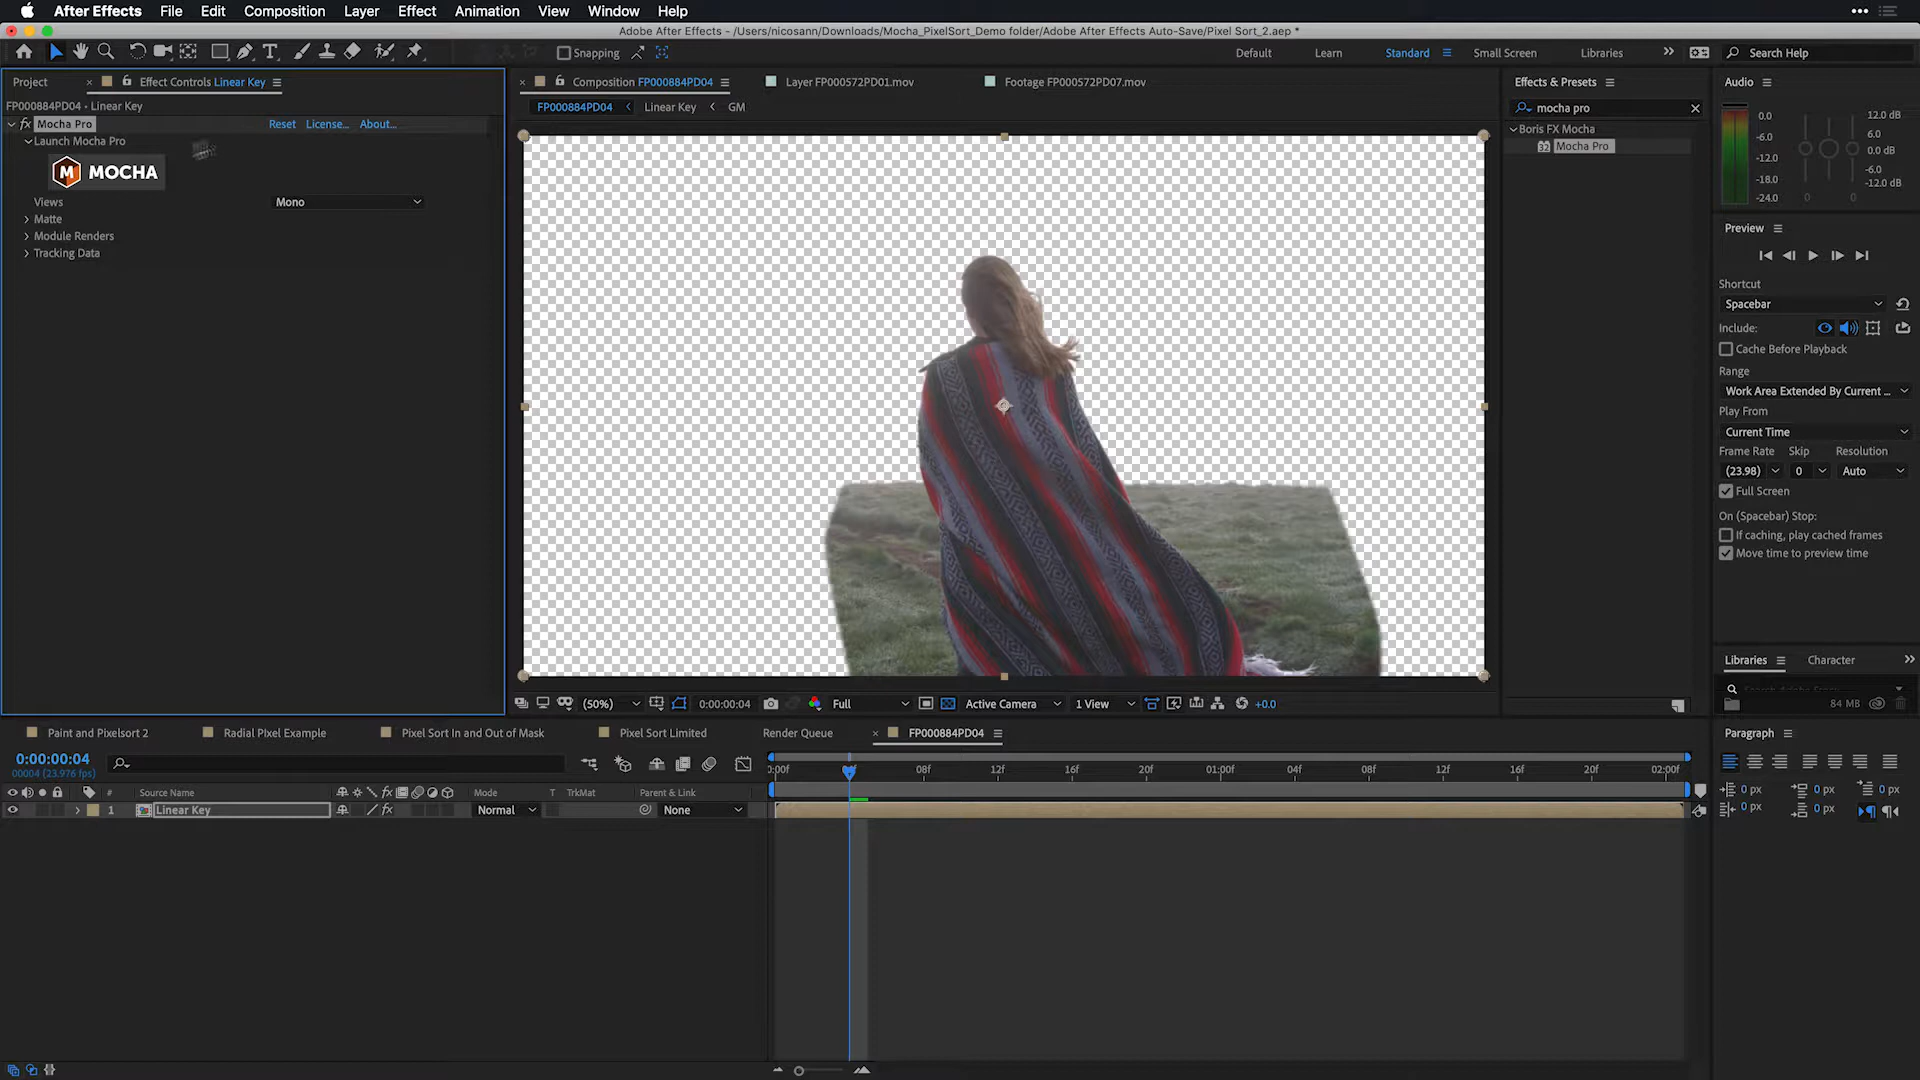 After Effects File Edit Composition Layer Effect Animation View Window Help
Adobe After Effects - /Users/nicosann/Downloads/Mocha_PixelSort_Demo folder/Adobe After Effects Auto-Save/Pixel Sort_2.aep *
Snapping Default Learn Standard Small Screen Libraries Search Help
Project Effect Controls Linear Key Composition FP000884PD04 Layer FP000572PD01.mov Footage FP000572PD07.mov Effects & Presets Audio
FP000884PD04 • Linear Key FP000884PD04 Linear Key GM mocha pro
fx Mocha Pro Reset License... About...
Launch Mocha Pro
M MOCHA
Views Mono
Matte
Module Renders
Tracking Data
Boris FX Mocha
Mocha Pro
0.0
-6.0
-12.0
-18.0
-24.0
12.0 dB
6.0
0.0 dB
-6.0
-12.0 dB
0 0
Preview
Shortcut
Spacebar
Include:
Cache Before Playback
Range
Work Area Extended By Current ...
Play From
Current Time
Frame Rate Skip Resolution
(23.98) 0 Auto
Full Screen
On (Spacebar) Stop:
If caching, play cached frames
Move time to preview time
Libraries Character
84 MB
(50%) 0:00:00:04 Full Active Camera 1 View +0.0
Paint and Pixelsort 2 Radial PIxel Example Pixel Sort In and Out of Mask Pixel Sort Limited Render Queue FP000884PD04
0:00:00:04
00004 (23.976 fps)
0:00f 08f 12f 16f 20f 01:00f 04f 08f 12f 16f 20f 02:00f
# Source Name fx Mode T TrkMat Parent & Link
1 Linear Key fx Normal None
Paragraph
0 px 0 px 0 px
0 px 0 px